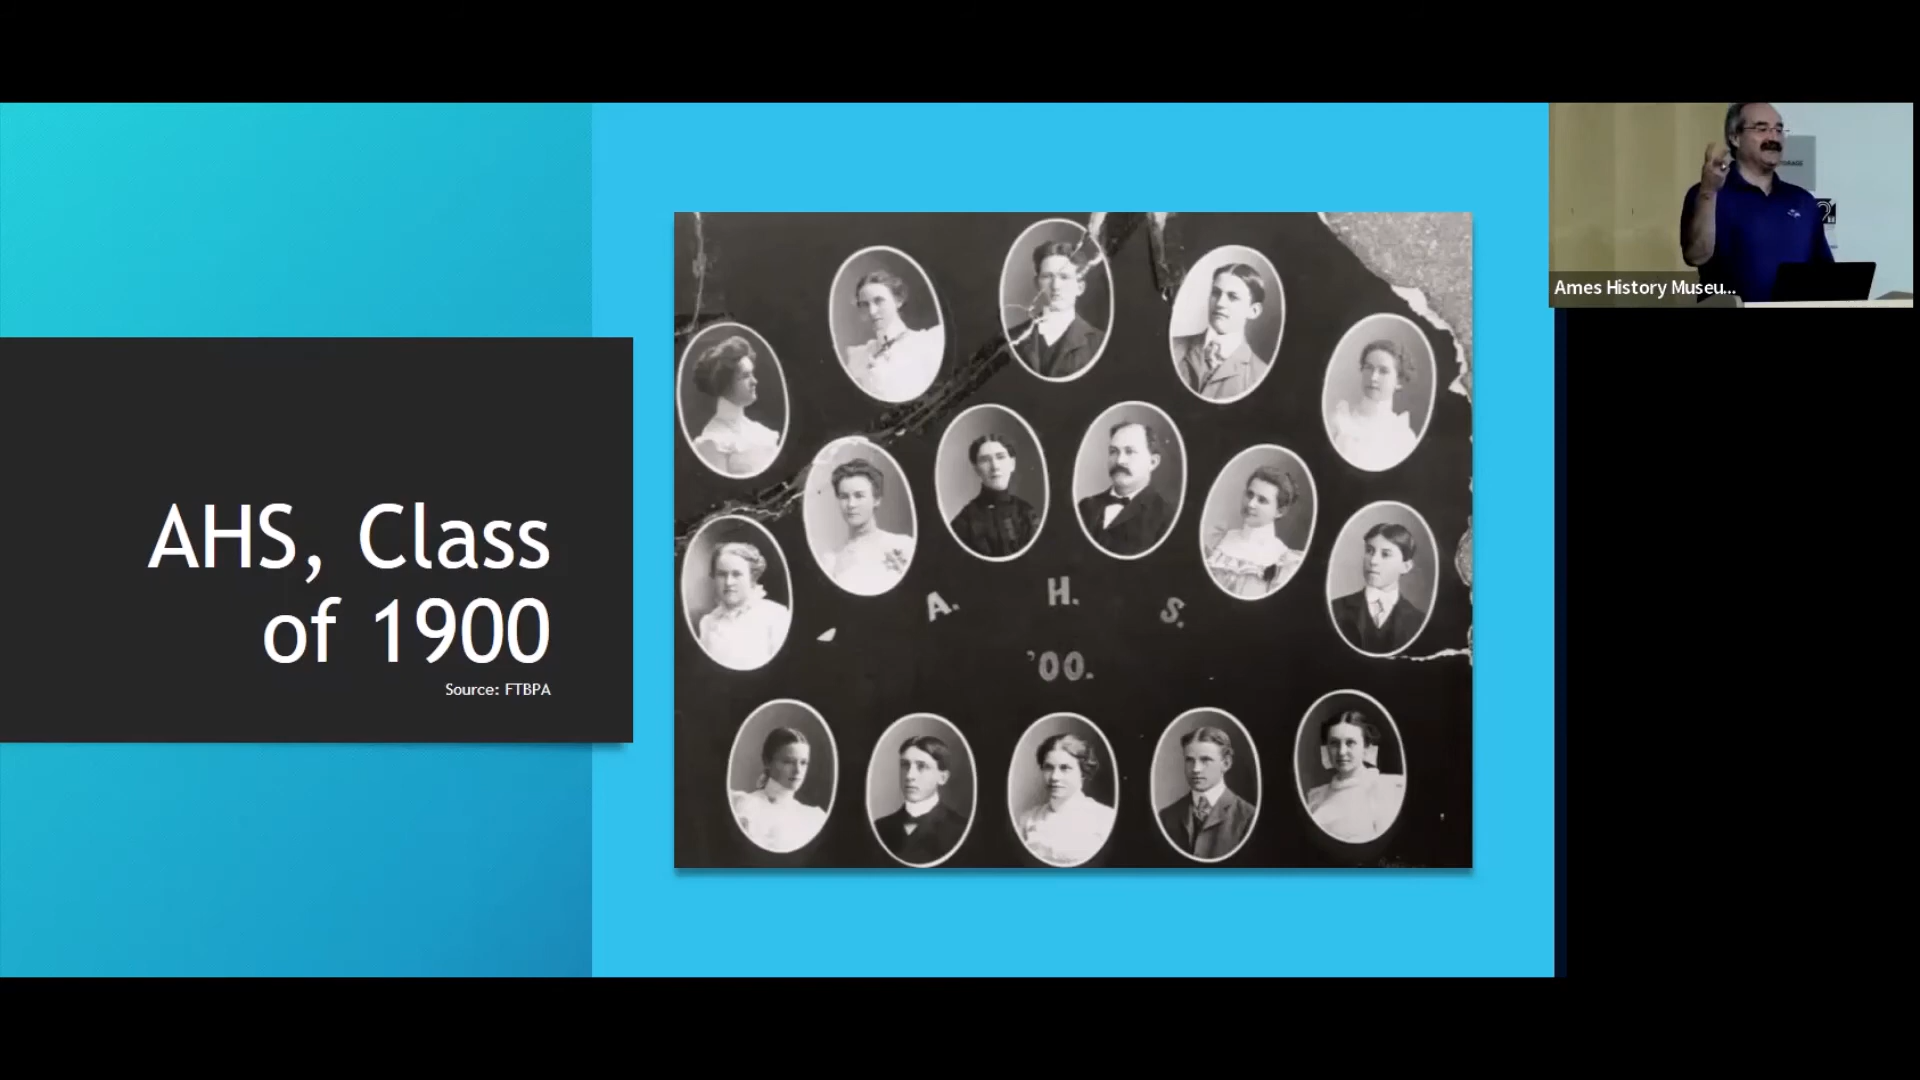 AHS, Class
of 1900
Source: FTBPA
A. H. S.
'00.
Ames History Museu...